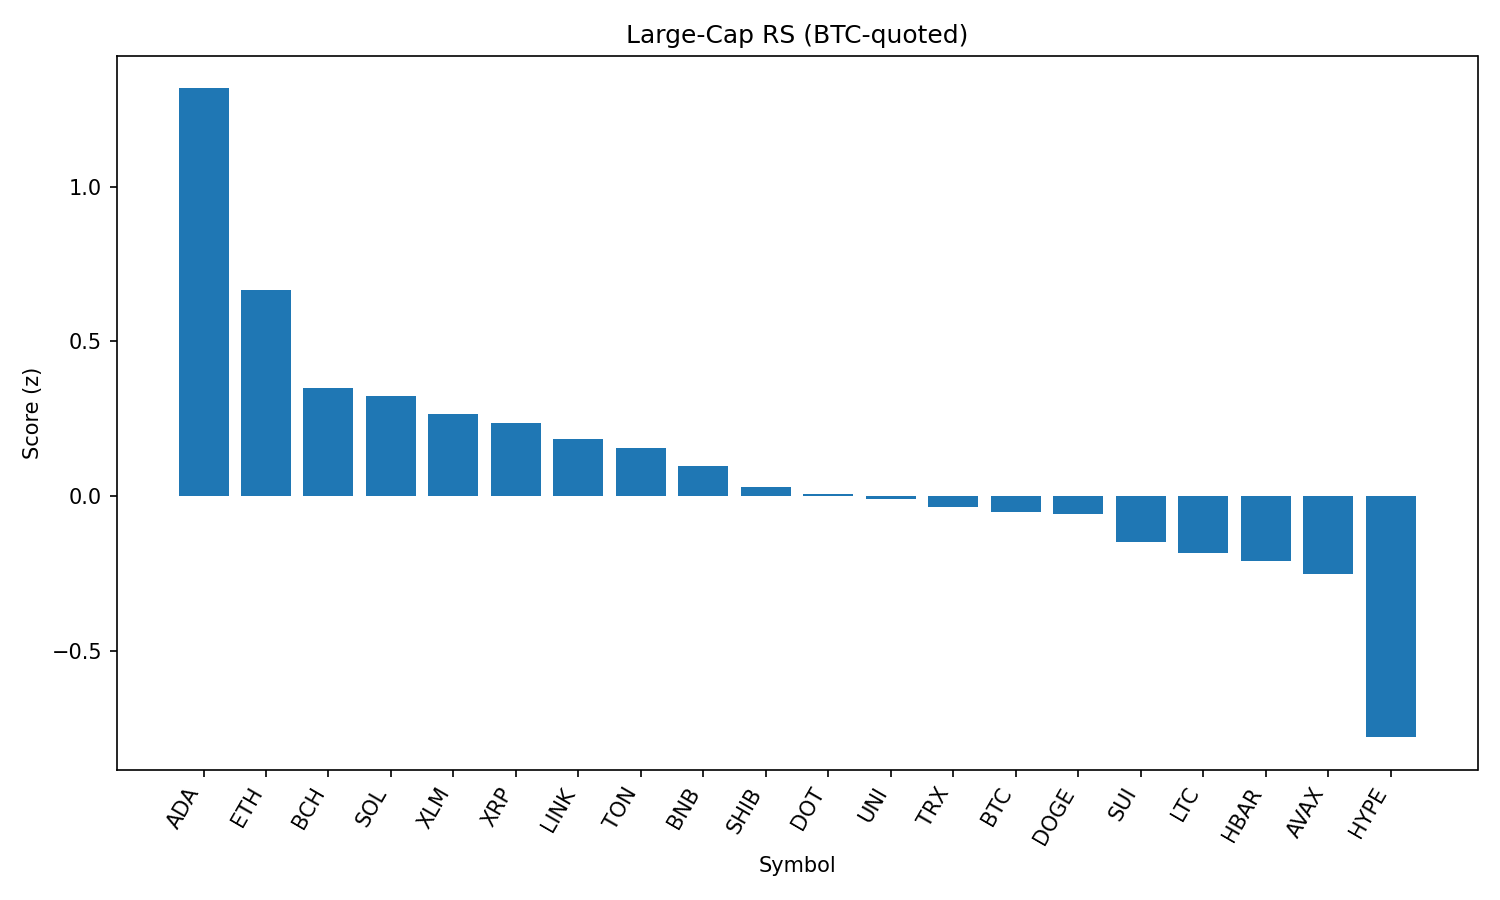 Large-Cap RS (BTC-quoted)
1.0
0.5
0.0
−0.5
Score (z)
ADA
ETH
BCH
SOL
XLM
XRP
LINK
TON
BNB
SHIB
DOT
UNI
TRX
BTC
DOGE
SUI
LTC
HBAR
AVAX
HYPE
Symbol